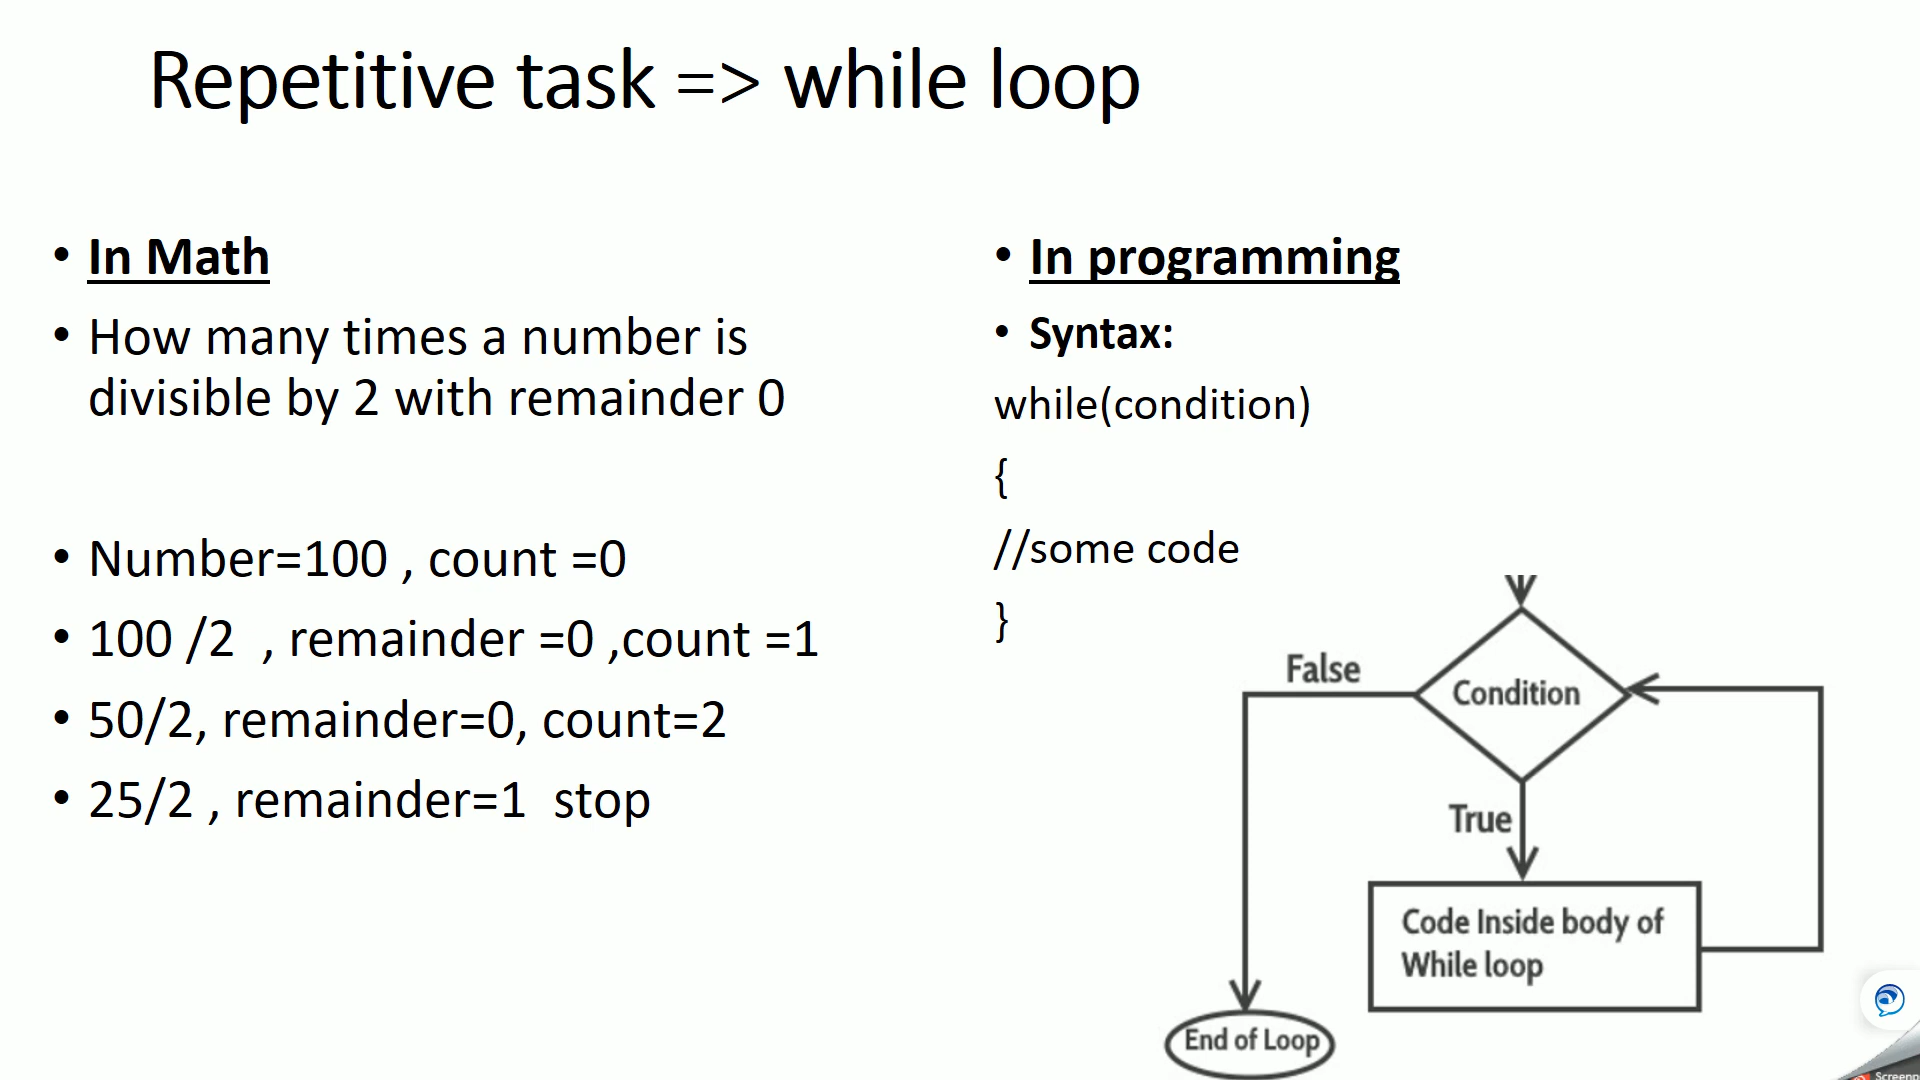 Repetitive task => while loop
• In Math
• How many times a number is
divisible by 2 with remainder 0
• Number=100 , count =0
• 100 /2  , remainder =0 ,count =1
• 50/2, remainder=0, count=2
• 25/2 , remainder=1  stop
• In programming
• Syntax:
while(condition)
{
//some code
}
False
Condition
True
Code Inside body of
While loop
End of Loop